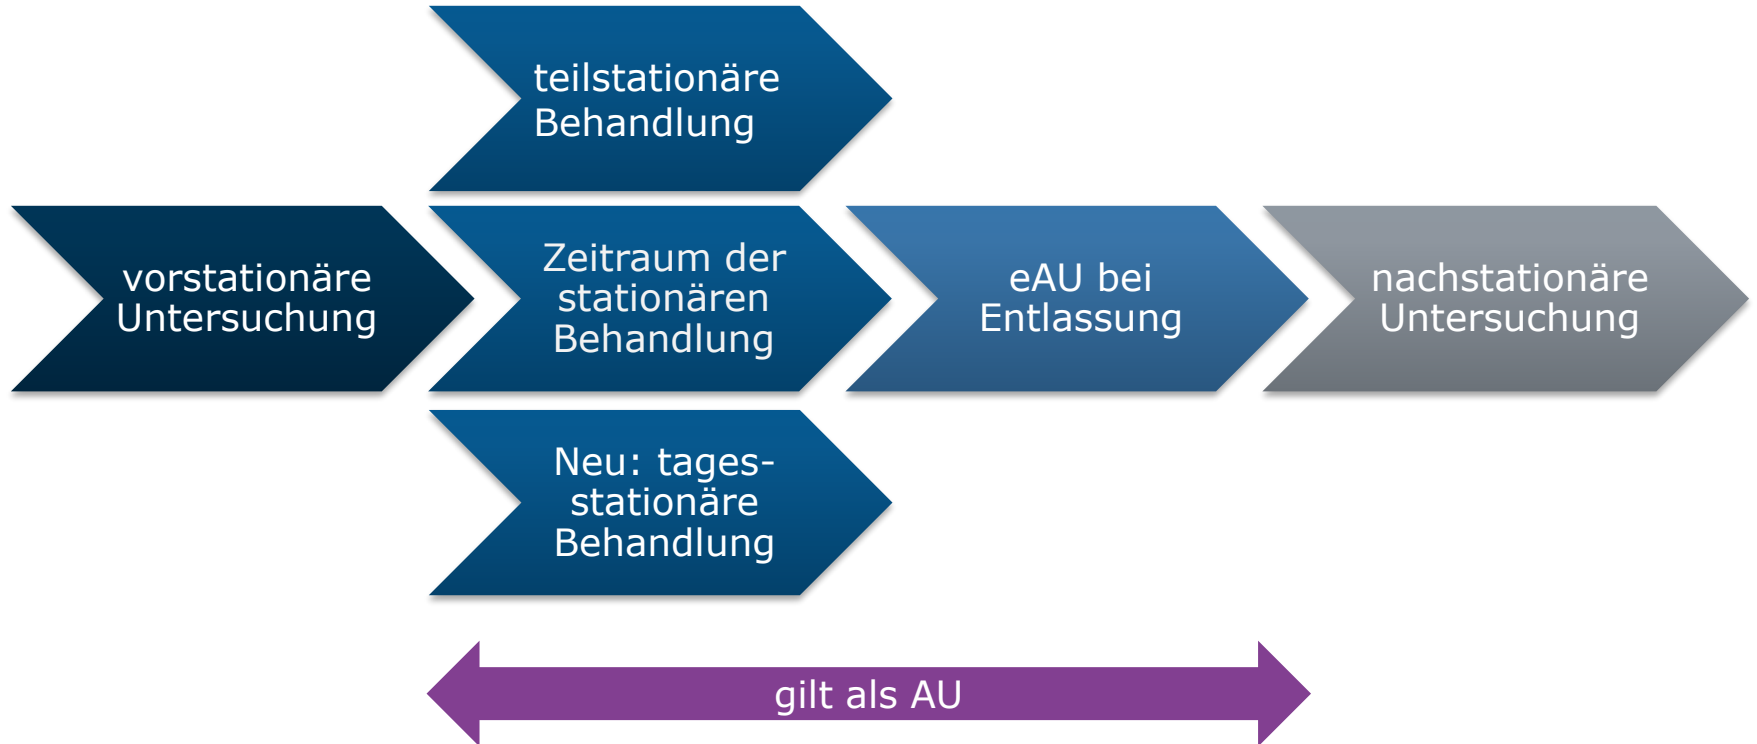 teilstationäre
Behandlung
vorstationäre
Untersuchung
Zeitraum der
stationären
Behandlung
eAU bei
Entlassung
nachstationäre
Untersuchung
Neu: tages-
stationäre
Behandlung
gilt als AU